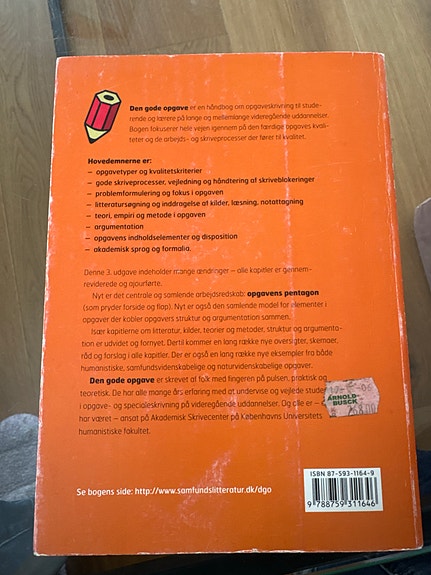 Den gode opgave er en håndbog om opgaveskrivning til stude-
rende og lærere på lange og mellemlange videregående uddannelser.
Bogen fokuserer hele vejen igennem på den færdige opgaves kvali-
teter og de arbejds- og skriveprocesser der fører til kvalitet.
Hovedemnerne er:
– opgavetyper og kvalitetskriterier
– gode skriveprocesser, vejledning og håndtering af skriveblokeringer
– problemformulering og fokus i opgaven
– litteratursøgning og inddragelse af kilder, læsning, notattagning
– teori, empiri og metode i opgaven
– argumentation
– opgavens indholdselementer og disposition
– akademisk sprog og formalia.
Denne 3. udgave indeholder mange ændringer – alle kapitler er gennem-
reviderede og ajourførte.
Nyt er det centrale og samlende arbejdsredskab: opgavens pentagon
(som pryder forside og flap). Nyt er også den samlende model for elementer i
opgaver der kobler opgavers struktur og argumentation sammen.
Især kapitlerne om litteratur, kilder, teorier og metoder, struktur og argumenta-
tion er udvidet og fornyet. Dertil kommer en lang række nye oversigter, skemaer,
råd og forslag i alle kapitler. Der er også en lang række nye eksempler fra både
humanistiske, samfundsvidenskabelige og naturvidenskabelige opgaver.
Den gode opgave er skrevet af folk med fingeren på pulsen, praktisk og
teoretisk. De har alle mange års erfaring med at undervise og vejlede
i opgave- og specialeskrivning på videregående uddannelser. Og alle er –
har været – ansat på Akademisk Skrivecenter på Københavns Universitets
humanistiske fakultet.
ARNOLD
BUSCK
Se bogens side: http://www.samfundslitteratur.dk/dgo
ISBN 87-593-1164-9
9 788759 311646